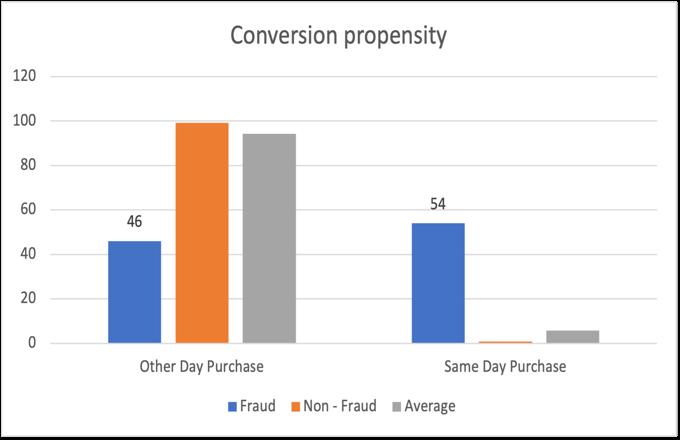 Conversion propensity
120
100
80
60
40
20
0
46
54
Other Day Purchase
Same Day Purchase
Fraud
Non - Fraud
Average